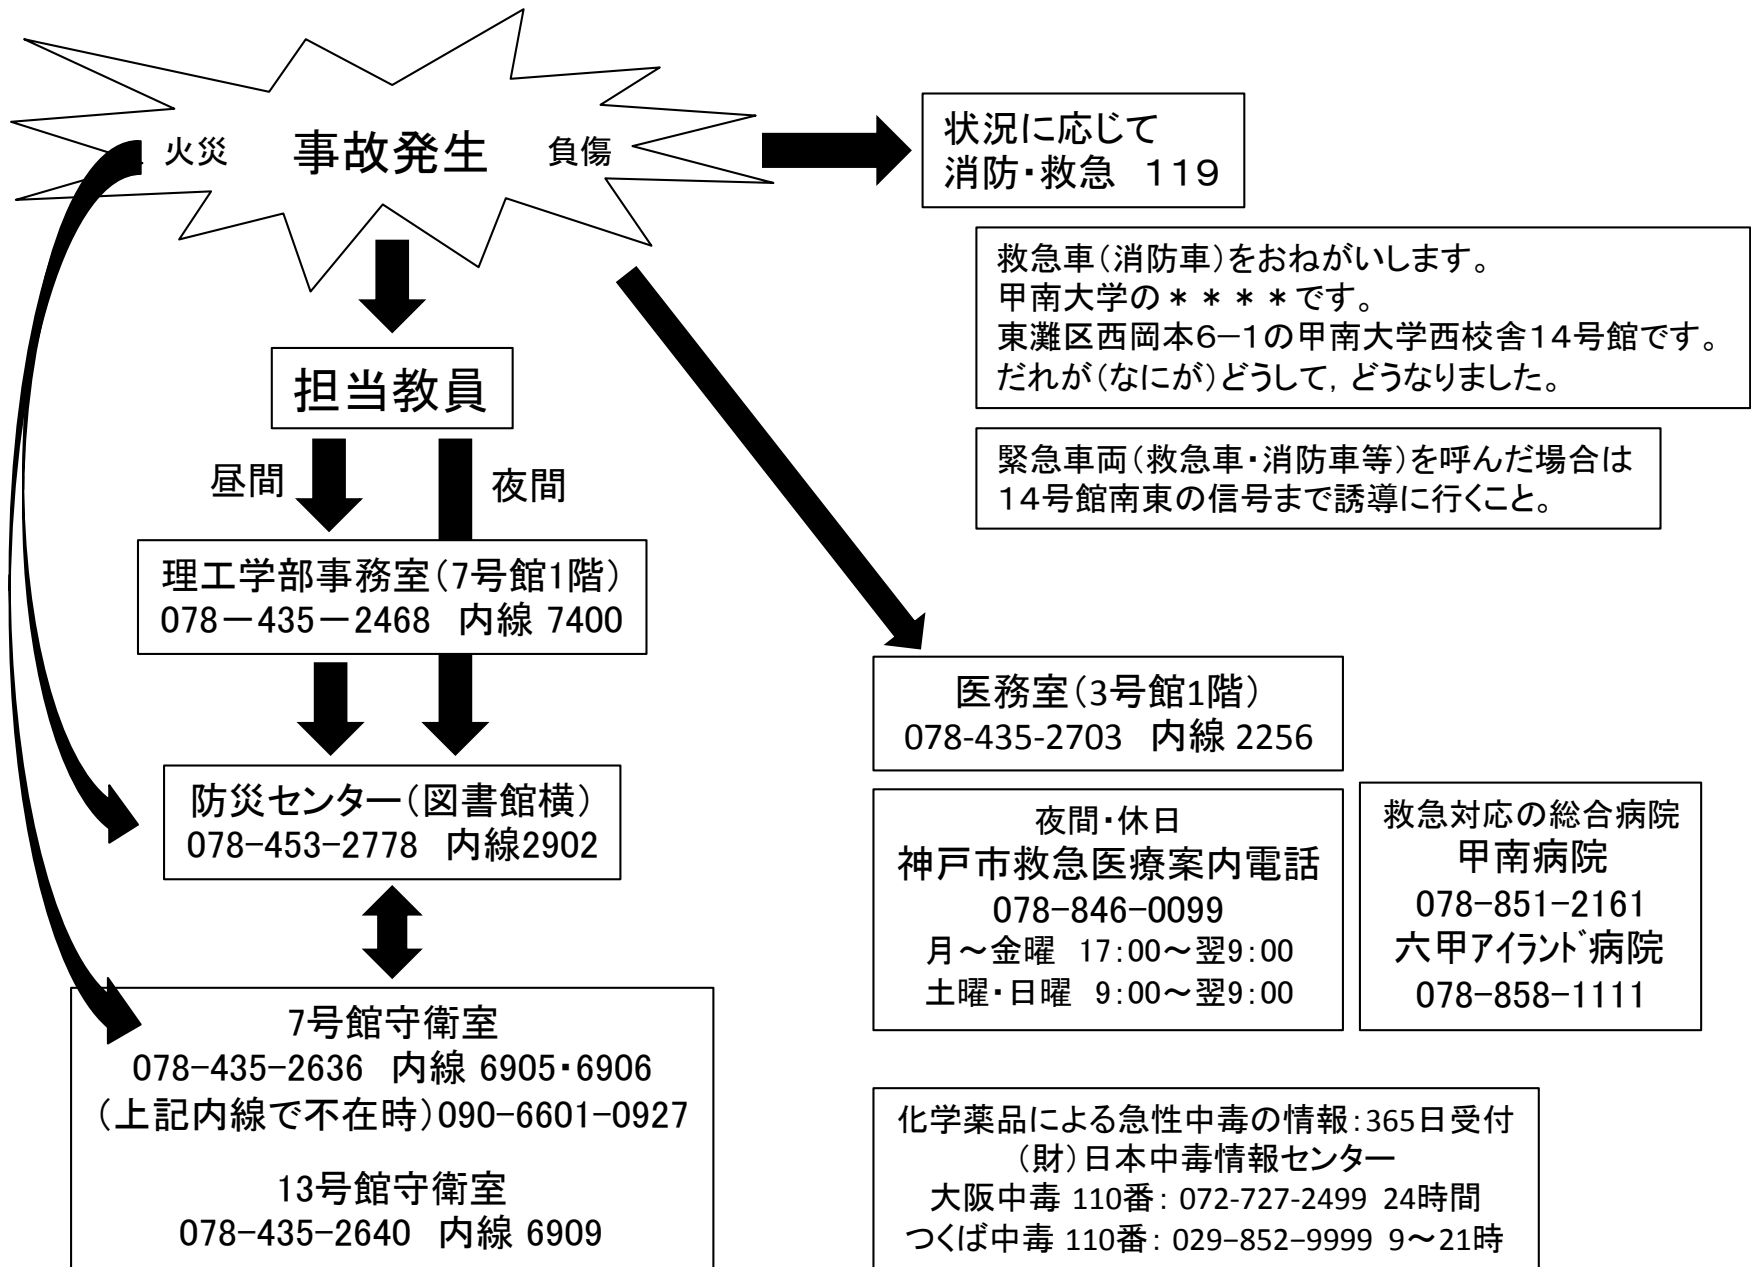 火災 事故発生 負傷
状況に応じて
消防・救急 119
救急車(消防車)をおねがいします。
甲南大学の****です。
東灘区西岡本6−1の甲南大学西校舎14号館です。
だれが(なにが)どうして,どうなりました。
緊急車両(救急車・消防車等)を呼んだ場合は
14号館南東の信号まで誘導に行くこと。
担当教員
昼間 夜間
理工学部事務室(7号館1階)
078−435−2468 内線 7400
防災センター(図書館横)
078-453-2778 内線2902
7号館守衛室
078-435-2636 内線 6905・6906
(上記内線で不在時)090-6601-0927
13号館守衛室
078-435-2640 内線 6909
医務室(3号館1階)
078-435-2703 内線 2256
夜間・休日
神戸市救急医療案内電話
078-846-0099
月〜金曜 17:00〜翌9:00
土曜・日曜 9:00〜翌9:00
救急対応の総合病院
甲南病院
078-851-2161
六甲アイランド病院
078-858-1111
化学薬品による急性中毒の情報:365日受付
(財)日本中毒情報センター
大阪中毒 110番: 072-727-2499 24時間
つくば中毒 110番: 029-852-9999 9〜21時